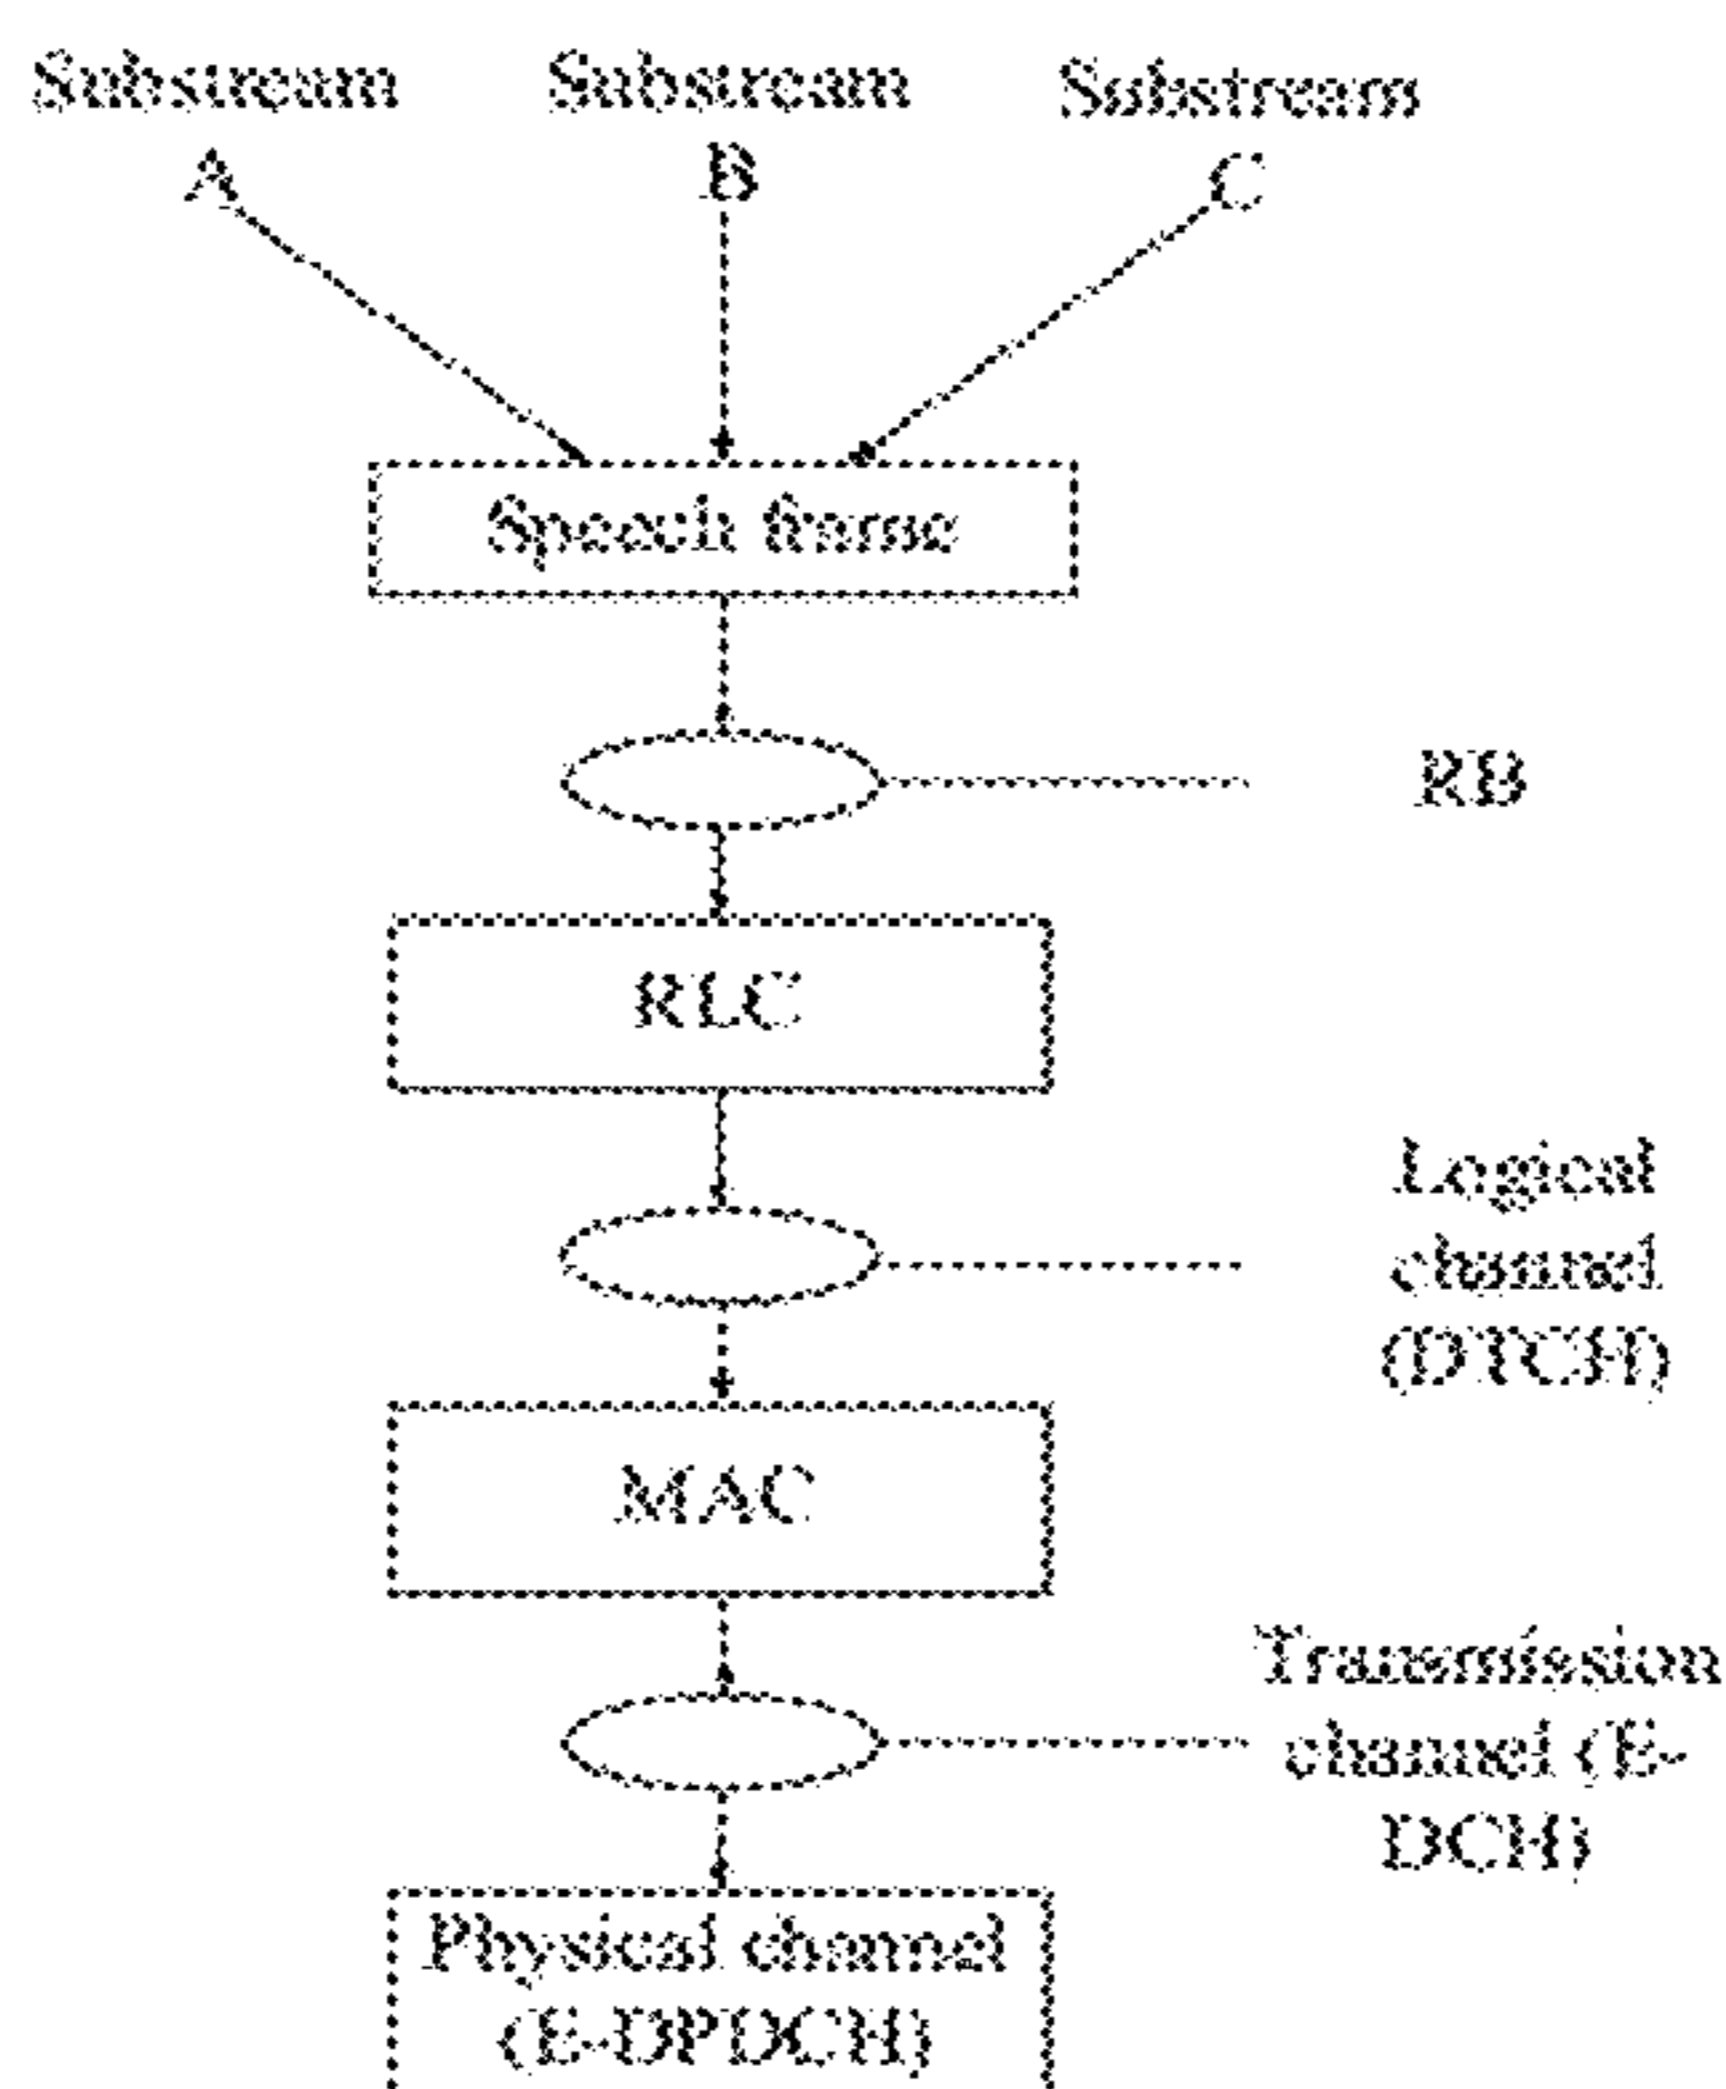 Substream Substream Substream
A B C
Speech frame
RB
RLC
Logical
channel
(DTCH)
MAC
Transmission
channel (E-
DCH)
Physical channel
(E-DPDCH)